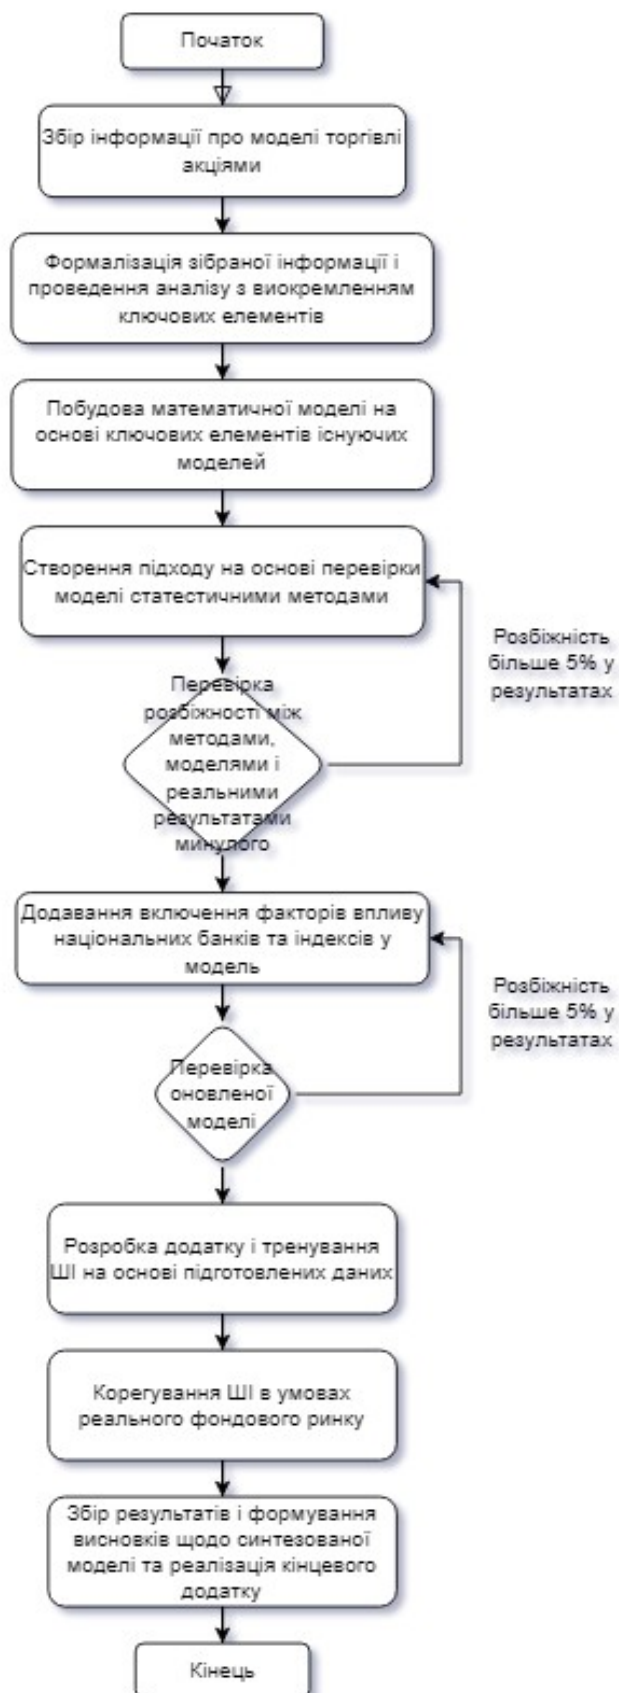 Початок
Збір інформації про моделі торгівлі
акціями
Формалізація зібраної інформації і
проведення аналізу з виокремленням
ключових елементів
Побудова математичної моделі на
основі ключових елементів існуючих
моделей
Створення підходу на основі перевірки
моделі статестичними методами
Розбіжність
більше 5% у
результатах
Перевірка
розбіжності між
методами,
моделями і
реальними
результатами
минулого
Додавання включення факторів впливу
національних банків та індексів у
модель
Розбіжність
більше 5% у
результатах
Перевірка
оновленої
моделі
Розробка додатку і тренування
ШІ на основі підготовлених даних
Корегування ШІ в умовах
реального фондового ринку
Збір результатів і формування
висновків щодо синтезованої
моделі та реалізація кінцевого
додатку
Кінець